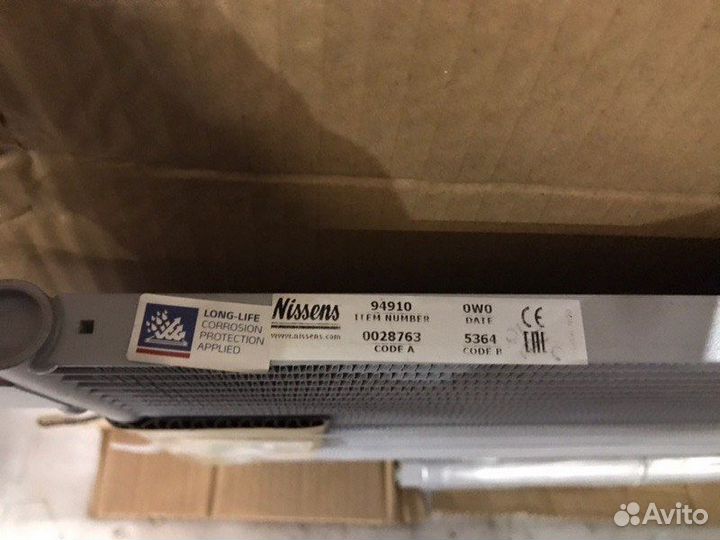 LONG-LIFE
CORROSION
PROTECTION
APPLIED
Nissens
www.nissens.com
94910
ITEM NUMBER
0028763
CODE A
0W0
DATE
5364
CODE B
CE
EAC
Avito